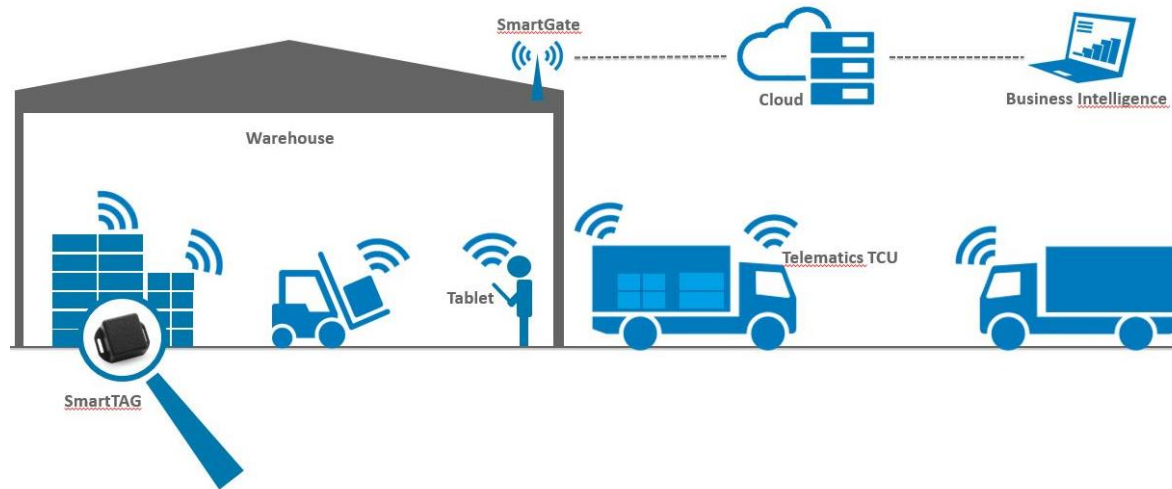 SmartGate
Cloud
Business Intelligence
Warehouse
Telematics TCU
Tablet
SmartTAG